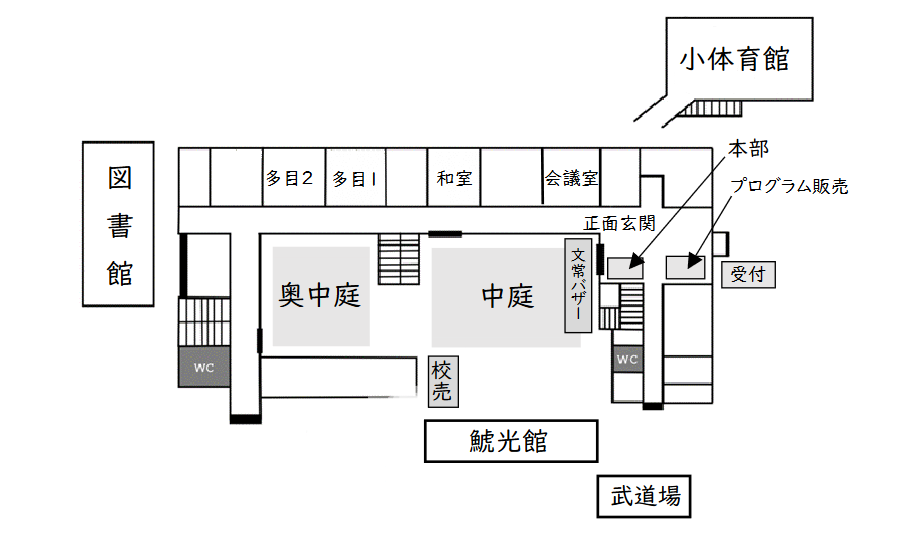 小体育館
本部
プログラム販売
図書館
多目2
多目1
和室
会議室
正面玄関
文常バザー
受付
奥中庭
中庭
WC
校売
WC
鯱光館
武道場